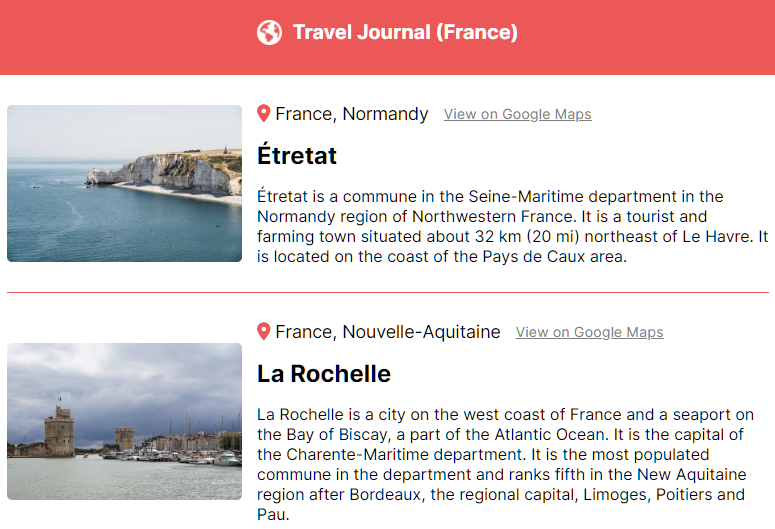 Travel Journal (France)
France, Normandy View on Google Maps
Étretat
Étretat is a commune in the Seine-Maritime department in the
Normandy region of Northwestern France. It is a tourist and
farming town situated about 32 km (20 mi) northeast of Le Havre. It
is located on the coast of the Pays de Caux area.
France, Nouvelle-Aquitaine View on Google Maps
La Rochelle
La Rochelle is a city on the west coast of France and a seaport on
the Bay of Biscay, a part of the Atlantic Ocean. It is the capital of
the Charente-Maritime department. It is the most populated
commune in the department and ranks fifth in the New Aquitaine
region after Bordeaux, the regional capital, Limoges, Poitiers and
Pau.